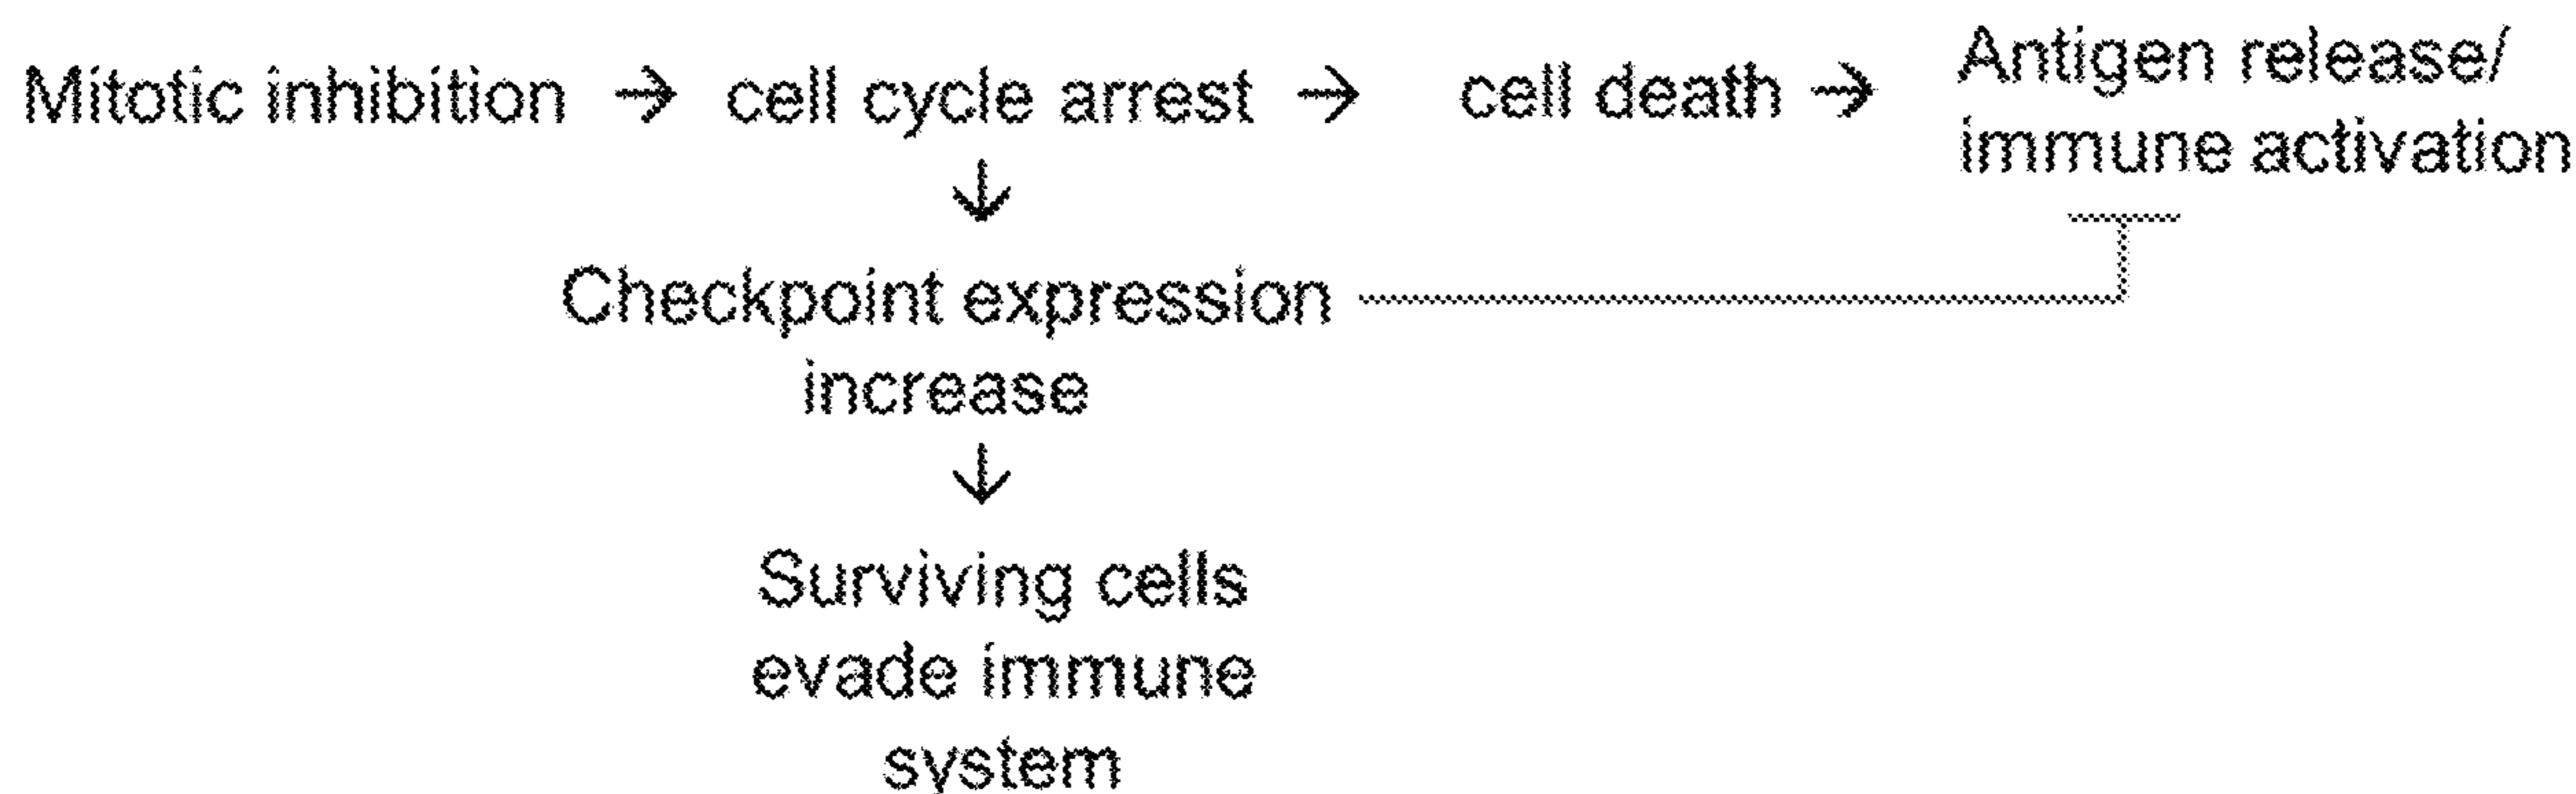 Mitotic inhibition → cell cycle arrest → cell death → Antigen release/
immune activation
↓
Checkpoint expression
increase
↓
Surviving cells
evade immune
system